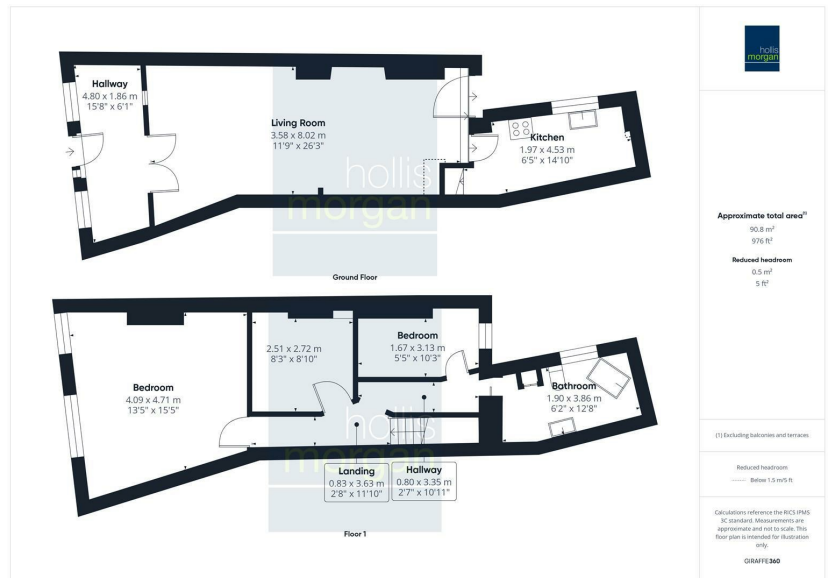 Hallway
4.80 x 1.86 m
15'8" x 6'1"
Living Room
3.58 x 8.02 m
11'9" x 26'3"
Kitchen
1.97 x 4.53 m
6'5" x 14'10"
hollis
morgan
Ground Floor
Bedroom
4.09 x 4.71 m
13'5" x 15'5"
2.51 x 2.72 m
8'3" x 8'10"
Bedroom
1.67 x 3.13 m
5'5" x 10'3"
Bathroom
1.90 x 3.86 m
6'2" x 12'8"
hollis
morgan
Landing
0.83 x 3.63 m
2'8" x 11'10"
Hallway
0.80 x 3.35 m
2'7" x 10'11"
Floor 1
hollis
morgan
Approximate total area(1)
90.8 m²
976 ft²
Reduced headroom
0.5 m²
5 ft²
(1) Excluding balconies and terraces
Reduced headroom
Below 1.5 m/5 ft
Calculations reference the RICS IPMS
3C standard. Measurements are
approximate and not to scale. This
floor plan is intended for illustration
only.
GIRAFFE360